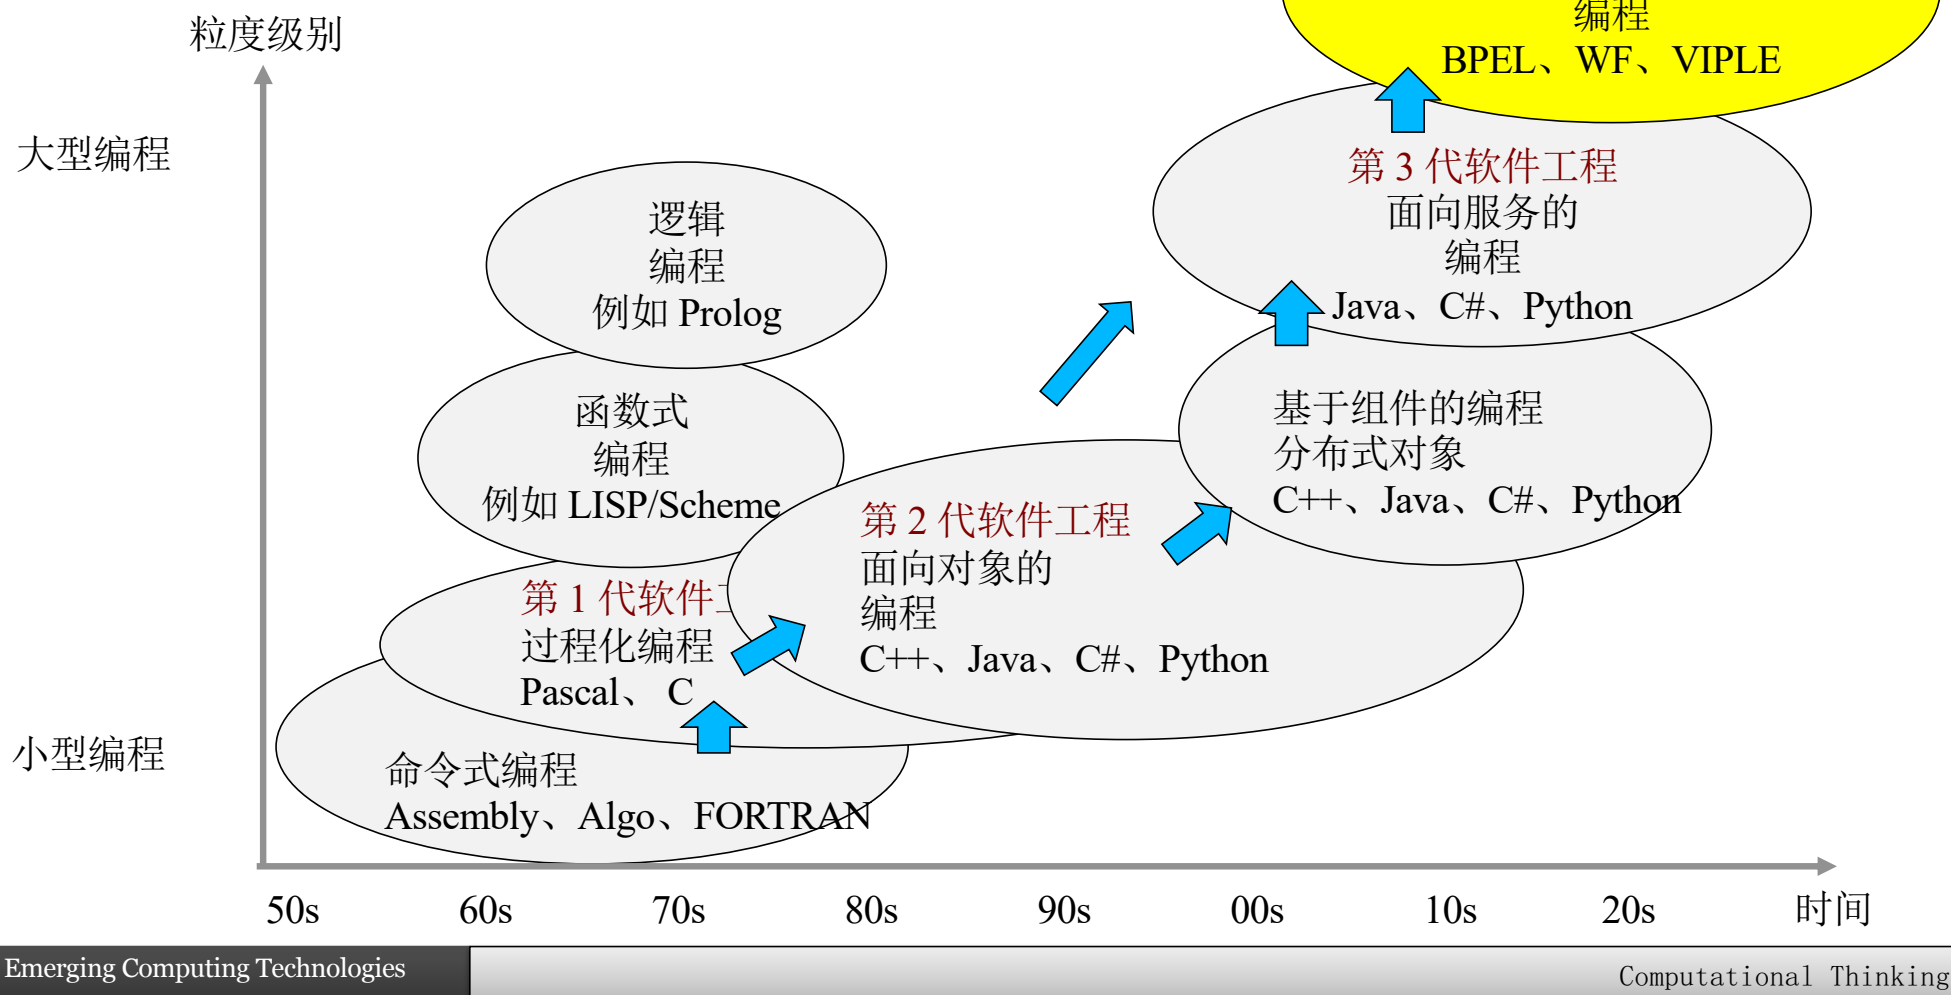 粒度级别
编程
BPEL、WF、VIPLE
大型编程
第 3 代软件工程
面向服务的
编程
Java、C#、Python
逻辑
编程
例如 Prolog
基于组件的编程
分布式对象
C++、Java、C#、Python
函数式
编程
例如 LISP/Scheme
第 2 代软件工程
面向对象的
编程
C++、Java、C#、Python
第 1 代软件
过程化编程
Pascal、 C
小型编程
命令式编程
Assembly、Algo、FORTRAN
50s 60s 70s 80s 90s 00s 10s 20s 时间
Emerging Computing Technologies
Computational Thinking